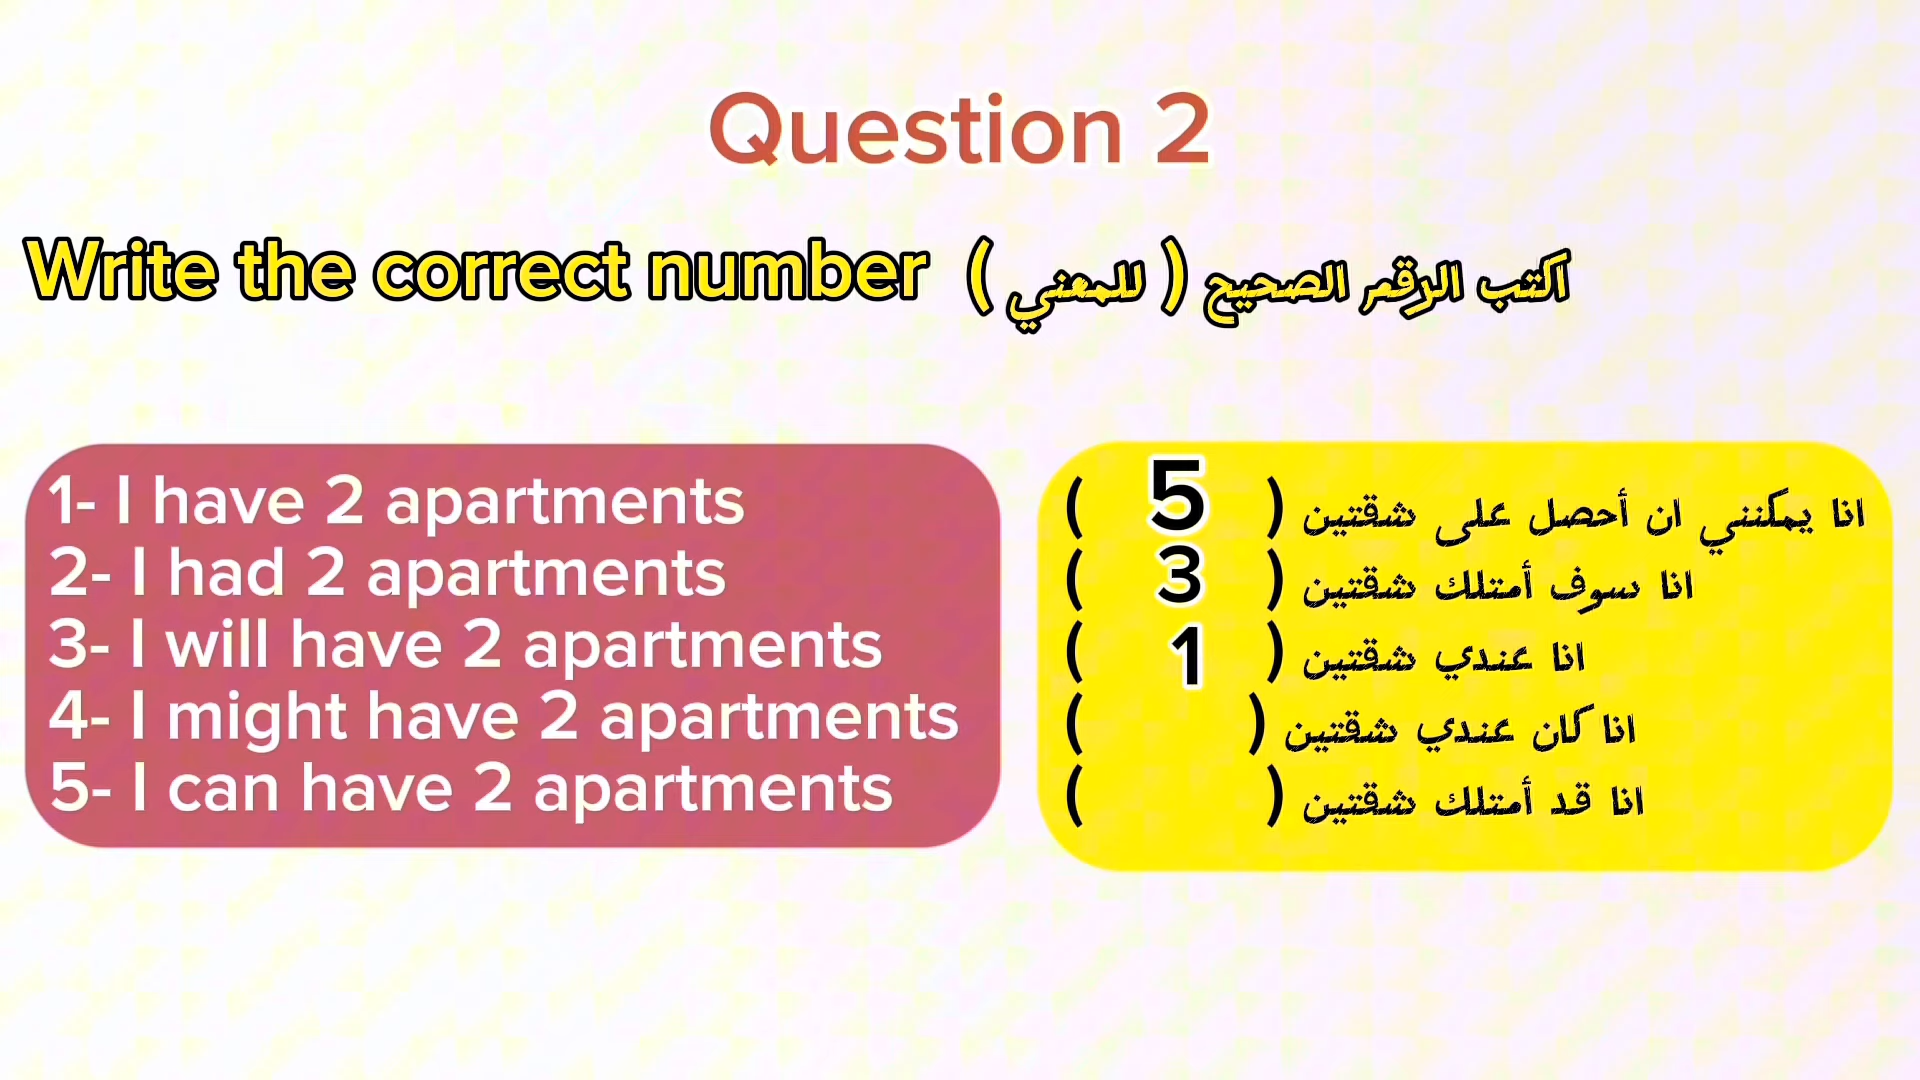 Question 2
Write the correct number اكتب الرقم الصحيح ( للمعني )
1- I have 2 apartments
2- I had 2 apartments
3- I will have 2 apartments
4- I might have 2 apartments
5- I can have 2 apartments
انا يمكنني ان أحصل على شقتين ( 5 )
انا سوف أمتلك شقتين ( 3 )
انا عندي شقتين ( 1 )
انا كان عندي شقتين ( )
انا قد أمتلك شقتين ( )